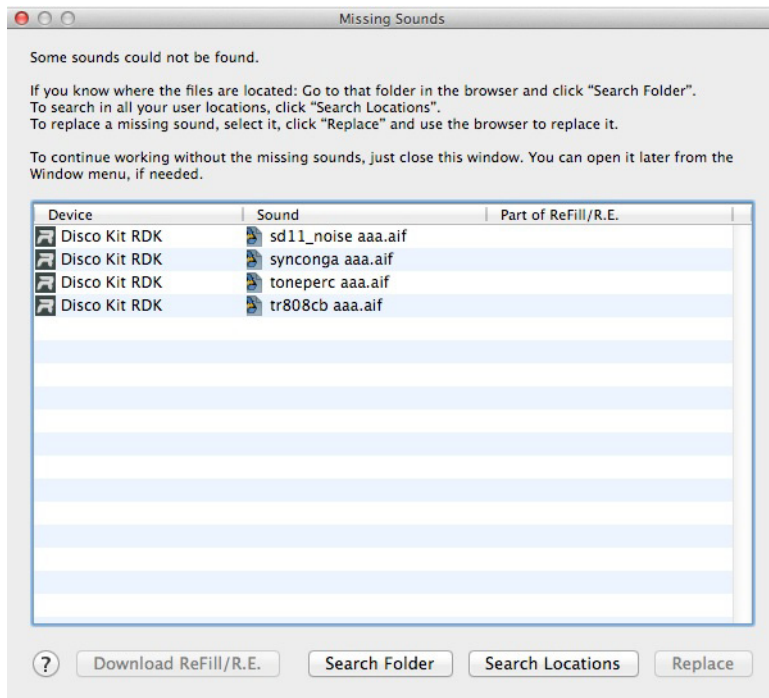 Missing Sounds
Some sounds could not be found.
If you know where the files are located: Go to that folder in the browser and click “Search Folder”.
To search in all your user locations, click “Search Locations”.
To replace a missing sound, select it, click “Replace” and use the browser to replace it.
To continue working without the missing sounds, just close this window. You can open it later from the
Window menu, if needed.
Device Sound Part of ReFill/R.E.
Disco Kit RDK sd11_noise aaa.aif
Disco Kit RDK synconga aaa.aif
Disco Kit RDK toneperc aaa.aif
Disco Kit RDK tr808cb aaa.aif
? Download ReFill/R.E. Search Folder Search Locations Replace